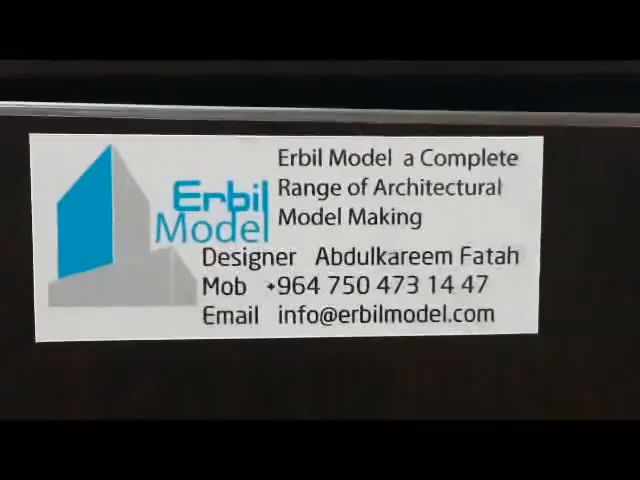 Erbil Model a Complete
Range of Architectural
Model Making
Erbil
Model
Designer Abdulkareem Fatah
Mob +964 750 473 14 47
Email info@erbilmodel.com